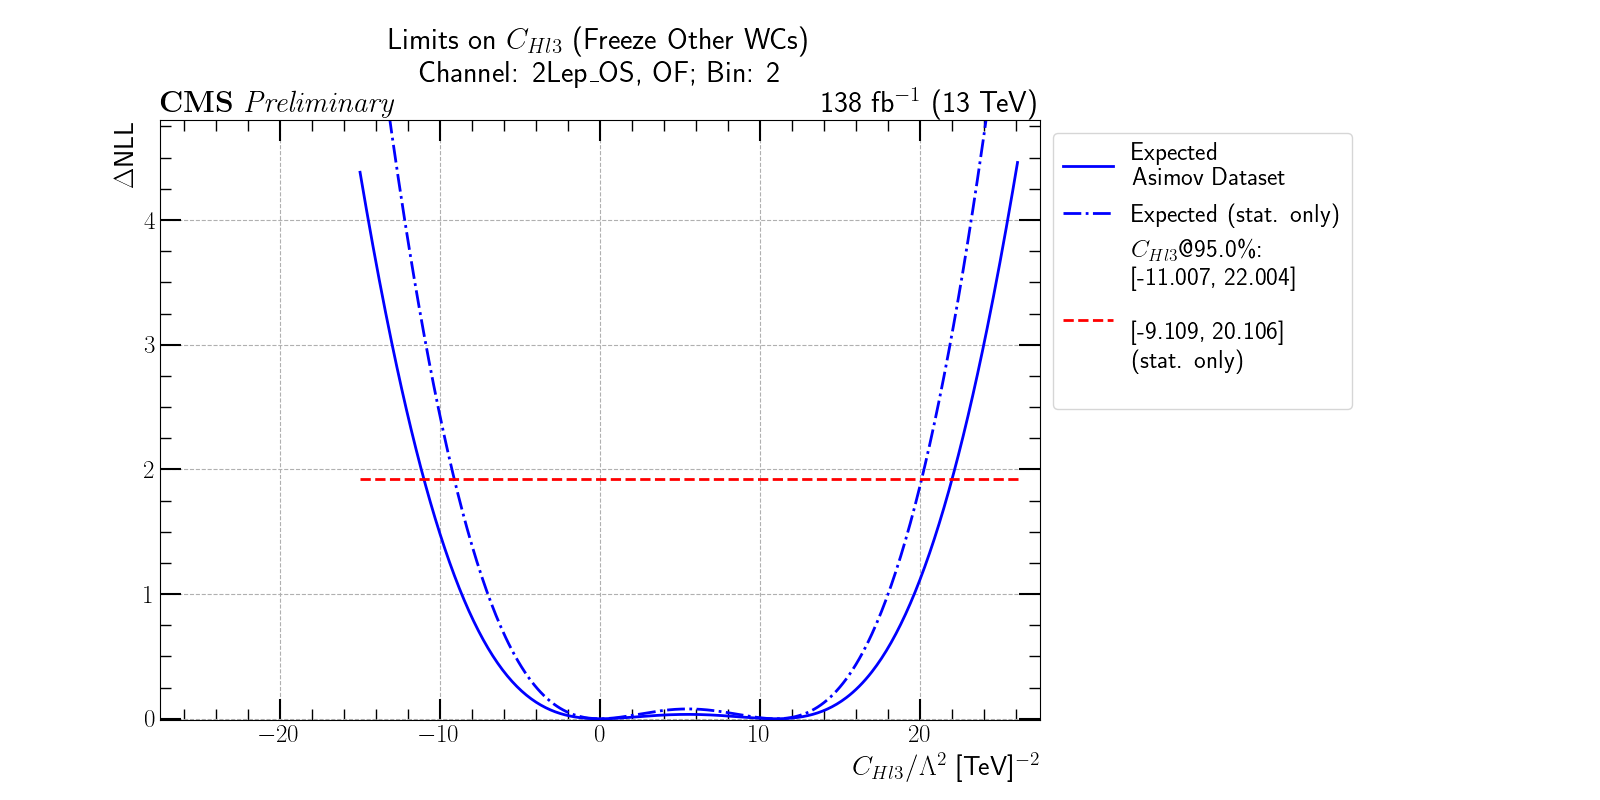 Limits on C_{Hl3} (Freeze Other WCs)
Channel: 2Lep_OS, OF; Bin: 2
CMS Preliminary
138 fb^{−1} (13 TeV)
ΔNLL
4
3
2
1
0
−20
−10
0
10
20
C_{Hl3}/Λ^2 [TeV]^{−2}
Expected
Asimov Dataset
Expected (stat. only)
C_{Hl3}@95.0%:
[-11.007, 22.004]
[-9.109, 20.106]
(stat. only)